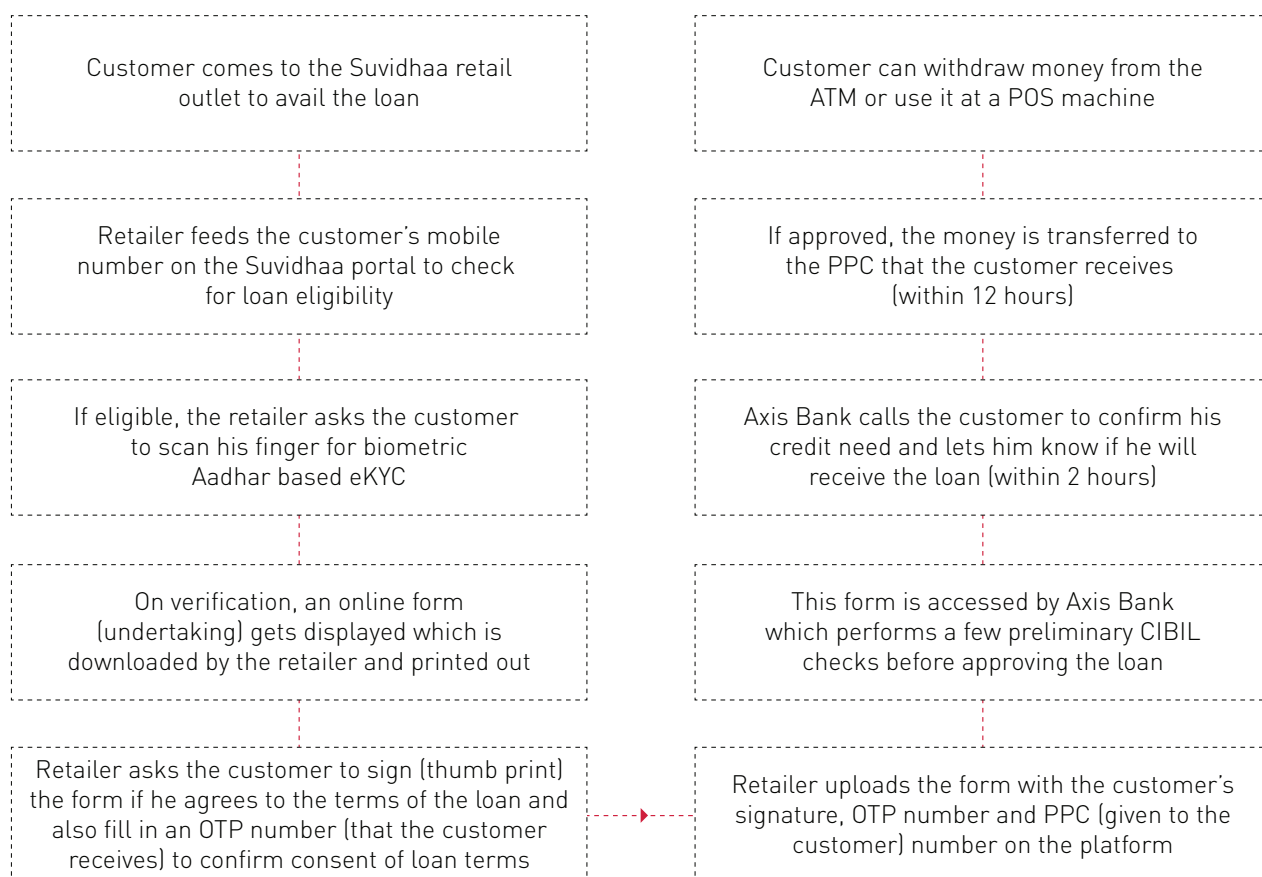 Customer comes to the Suvidhaa retail
outlet to avail the loan
Retailer feeds the customer’s mobile
number on the Suvidhaa portal to check
for loan eligibility
If eligible, the retailer asks the customer
to scan his finger for biometric
Aadhar based eKYC
On verification, an online form
(undertaking) gets displayed which is
downloaded by the retailer and printed out
Retailer asks the customer to sign (thumb print)
the form if he agrees to the terms of the loan and
also fill in an OTP number (that the customer
receives) to confirm consent of loan terms
Retailer uploads the form with the customer’s
signature, OTP number and PPC (given to the
customer) number on the platform
This form is accessed by Axis Bank
which performs a few preliminary CIBIL
checks before approving the loan
Axis Bank calls the customer to confirm his
credit need and lets him know if he will
receive the loan (within 2 hours)
If approved, the money is transferred to
the PPC that the customer receives
(within 12 hours)
Customer can withdraw money from the
ATM or use it at a POS machine